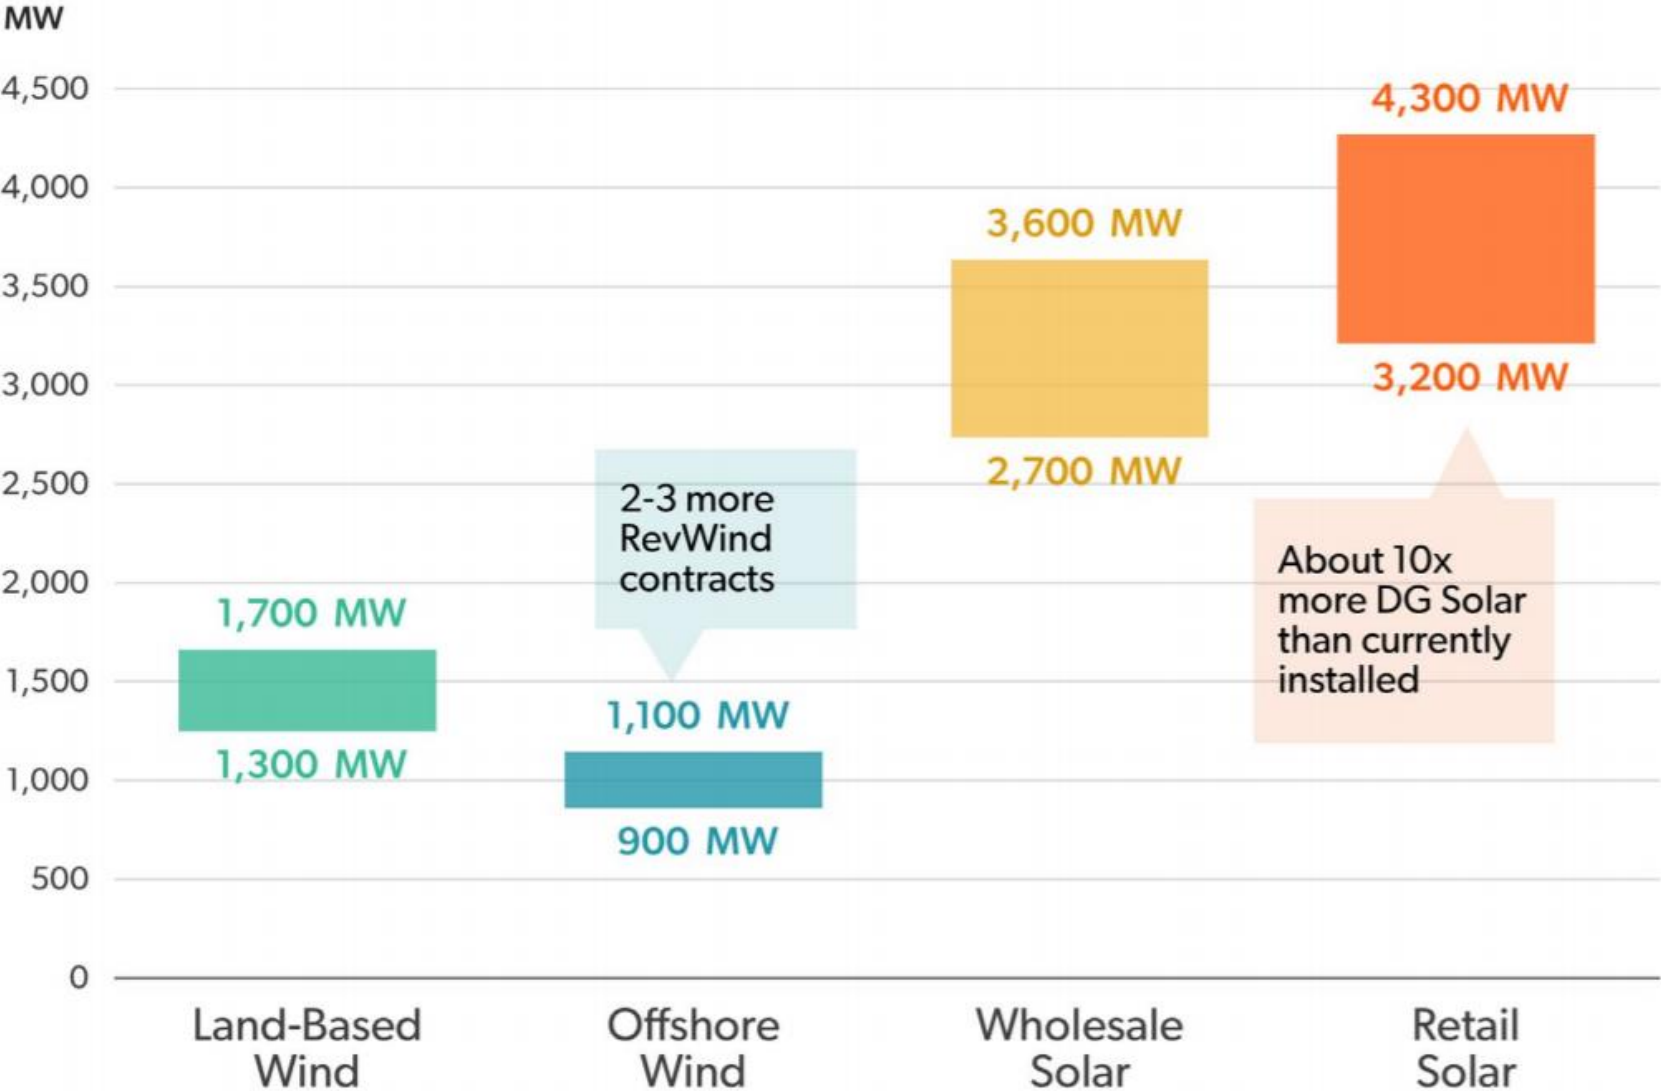 MW
4,500
4,000
3,500
3,000
2,500
2,000
1,500
1,000
500
0
1,700 MW
1,300 MW
2-3 more
RevWind
contracts
1,100 MW
900 MW
3,600 MW
2,700 MW
4,300 MW
3,200 MW
About 10x
more DG Solar
than currently
installed
Land-Based
Wind
Offshore
Wind
Wholesale
Solar
Retail
Solar